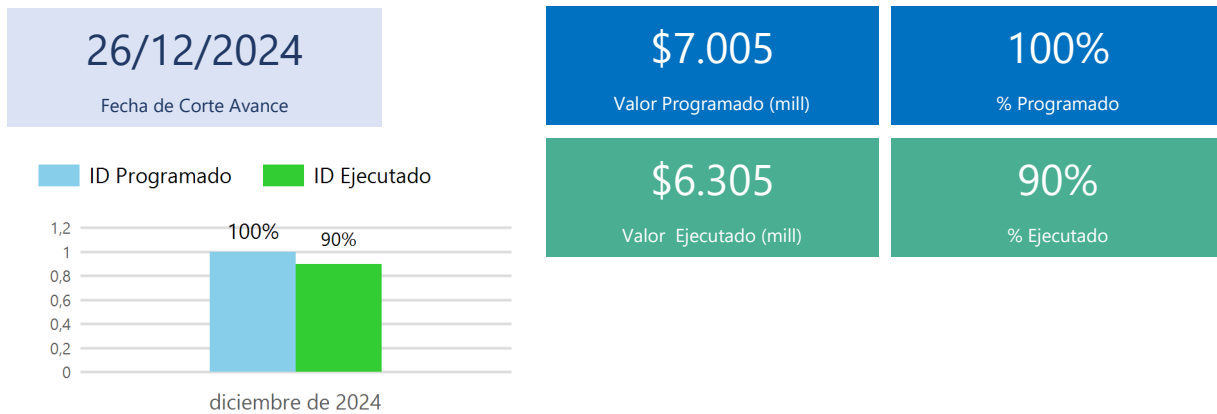 26/12/2024
Fecha de Corte Avance
$7.005
Valor Programado (mill)
100%
% Programado
$6.305
Valor  Ejecutado (mill)
90%
% Ejecutado
ID Programado
ID Ejecutado
1,2
1
0,8
0,6
0,4
0,2
0
100%
90%
diciembre de 2024